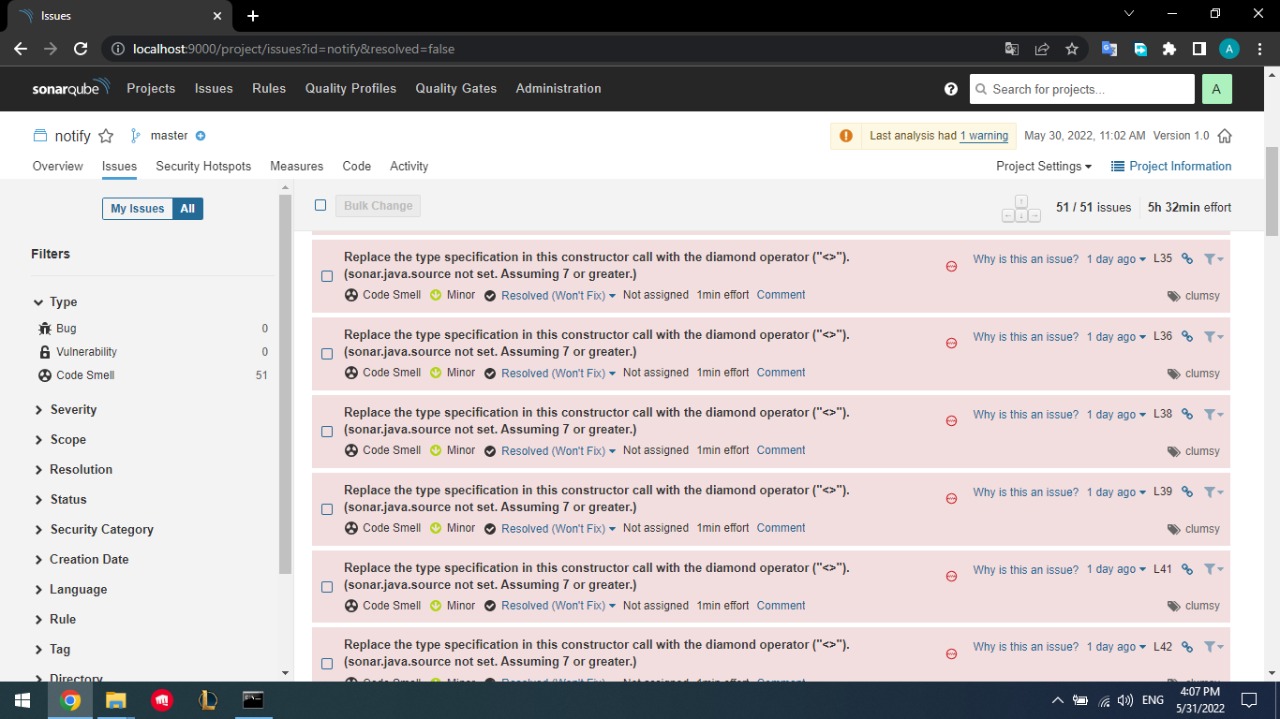 Issues
localhost:9000/project/issues?id=notify&resolved=false
A
sonarqube Projects Issues Rules Quality Profiles Quality Gates Administration
Search for projects...
A
notify master
Last analysis had 1 warning May 30, 2022, 11:02 AM Version 1.0
Overview Issues Security Hotspots Measures Code Activity
Project Settings Project Information
My Issues All
Bulk Change
51 / 51 issues 5h 32min effort
Filters
Type
Bug 0
Vulnerability 0
Code Smell 51
Severity
Scope
Resolution
Status
Security Category
Creation Date
Language
Rule
Tag
Directory
Replace the type specification in this constructor call with the diamond operator ("<>").
(sonar.java.source not set. Assuming 7 or greater.)
Why is this an issue? 1 day ago L35
Code Smell Minor Resolved (Won't Fix) Not assigned 1min effort Comment
clumsy
Replace the type specification in this constructor call with the diamond operator ("<>").
(sonar.java.source not set. Assuming 7 or greater.)
Why is this an issue? 1 day ago L36
Code Smell Minor Resolved (Won't Fix) Not assigned 1min effort Comment
clumsy
Replace the type specification in this constructor call with the diamond operator ("<>").
(sonar.java.source not set. Assuming 7 or greater.)
Why is this an issue? 1 day ago L38
Code Smell Minor Resolved (Won't Fix) Not assigned 1min effort Comment
clumsy
Replace the type specification in this constructor call with the diamond operator ("<>").
(sonar.java.source not set. Assuming 7 or greater.)
Why is this an issue? 1 day ago L39
Code Smell Minor Resolved (Won't Fix) Not assigned 1min effort Comment
clumsy
Replace the type specification in this constructor call with the diamond operator ("<>").
(sonar.java.source not set. Assuming 7 or greater.)
Why is this an issue? 1 day ago L41
Code Smell Minor Resolved (Won't Fix) Not assigned 1min effort Comment
clumsy
Replace the type specification in this constructor call with the diamond operator ("<>").
(sonar.java.source not set. Assuming 7 or greater.)
Why is this an issue? 1 day ago L42
Code Smell Minor Resolved (Won't Fix) Not assigned 1min effort Comment
clumsy
ENG
4:07 PM
5/31/2022